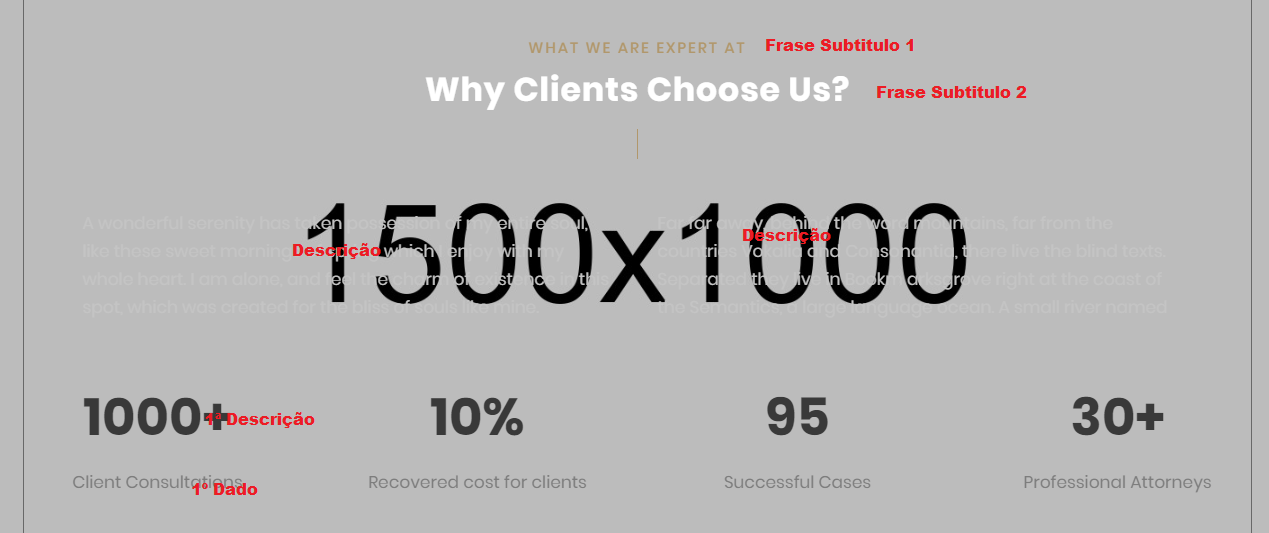 WHAT WE ARE EXPERT AT Frase Subtitulo 1
Why Clients Choose Us? Frase Subtitulo 2
1500x1000
A wonderful serenity has taken possession of my entire soul,
like these sweet mornings which I enjoy with my
whole heart. I am alone, and feel the charm of existence in this
spot, which was created for the bliss of souls like mine.
Descrição
Far far away, behind the word mountains, far from the
countries Vokalia and Consonantia, there live the blind texts.
Separated they live in Bookmarksgrove right at the coast of
the Semantics, a large language ocean. A small river named
Descrição
1000+ 1ª Descrição 10% 95 30+
Client Consultations Recovered cost for clients Successful Cases Professional Attorneys
1º Dado